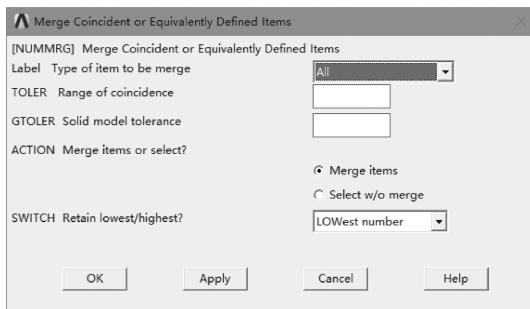 Merge Coincident or Equivalently Defined Items
[NUMMRG] Merge Coincident or Equivalently Defined Items
Label Type of item to be merge All
TOLER Range of coincidence
GTOLER Solid model tolerance
ACTION Merge items or select?
Merge items
Select w/o merge
SWITCH Retain lowest/highest? LOWest number
OK Apply Cancel Help